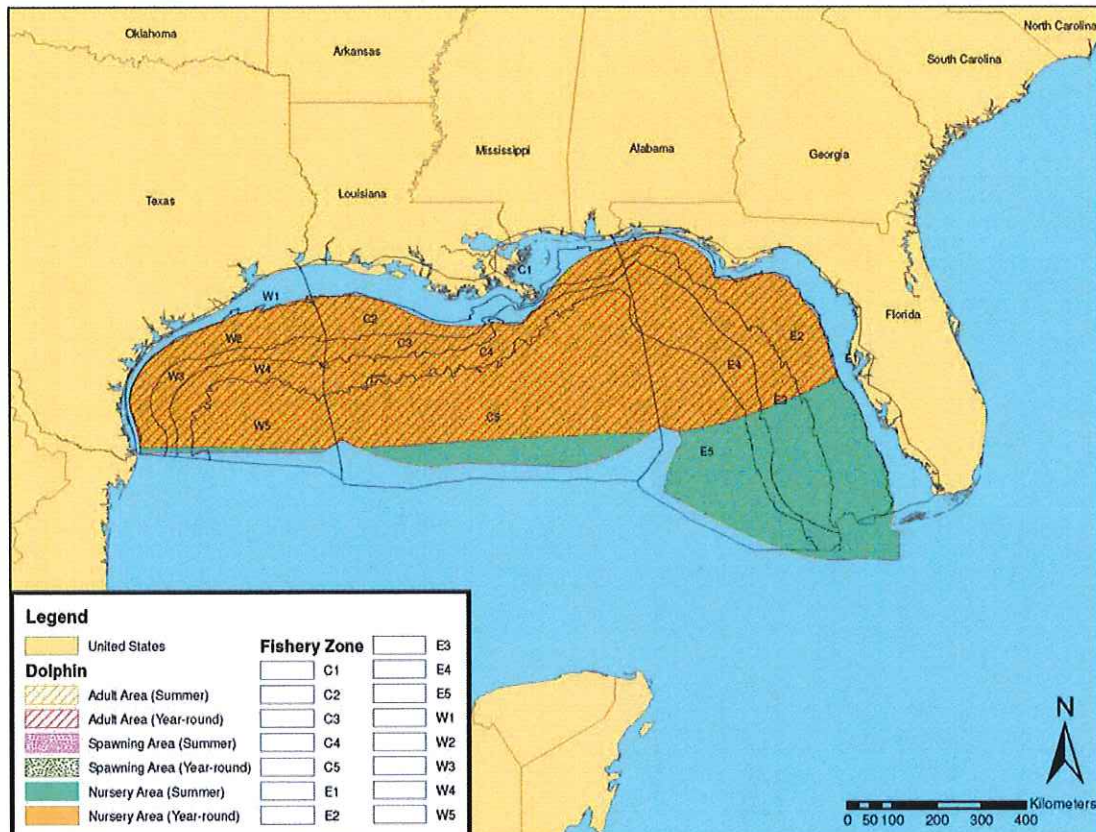 North Carolina
Oklahoma
Arkansas
South Carolina
Mississippi
Alabama
Georgia
Texas
Louisiana
C1
W1
Florida
C2
W2
E2
E1
C3
C4
W3
W4
E4
E3
C5
W5
E5
Legend
United States
Dolphin
Adult Area (Summer)
Adult Area (Year-round)
Spawning Area (Summer)
Spawning Area (Year-round)
Nursery Area (Summer)
Nursery Area (Year-round)
Fishery Zone
C1
C2
C3
C4
C5
E1
E2
E3
E4
E5
W1
W2
W3
W4
W5
N
Kilometers
0 50 100 200 300 400